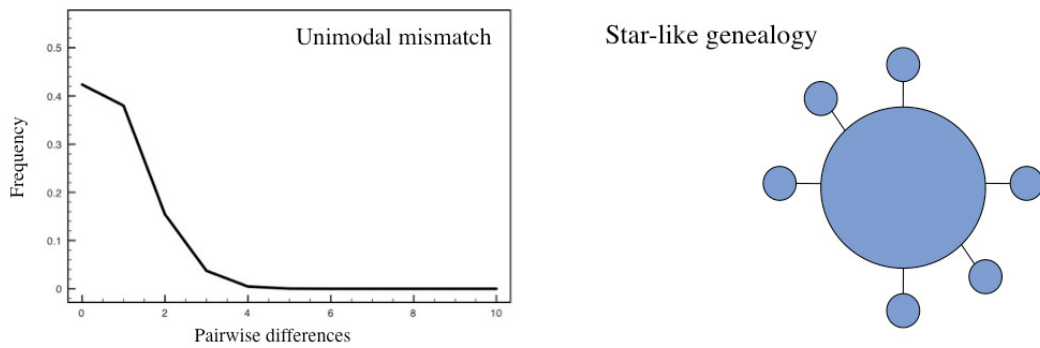 Unimodal mismatch
Star-like genealogy
Frequency
0.5
0.4
0.3
0.2
0.1
0
0 2 4 6 8 10
Pairwise differences